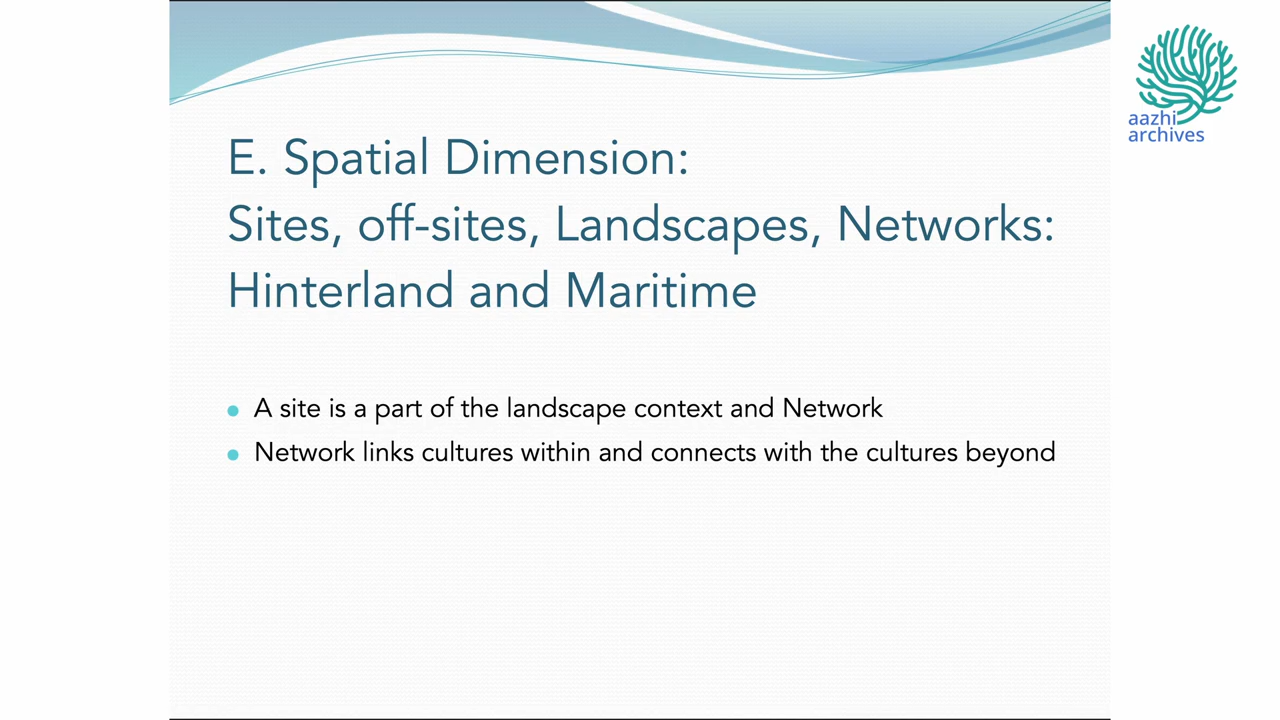 E. Spatial Dimension:
Sites, off-sites, Landscapes, Networks:
Hinterland and Maritime
A site is a part of the landscape context and Network
Network links cultures within and connects with the cultures beyond
aazhi
archives